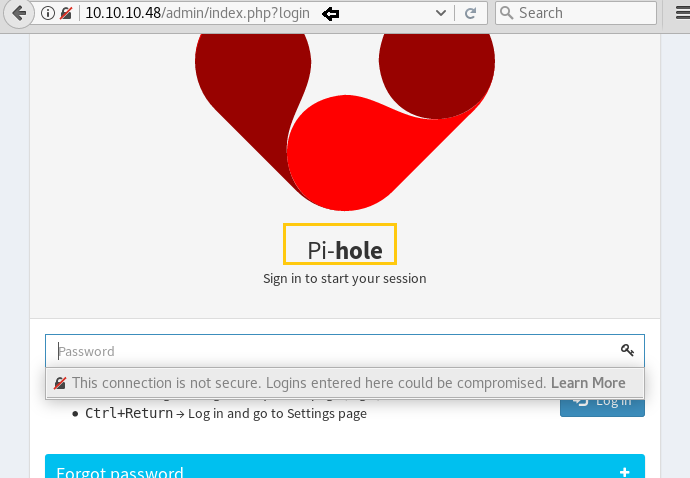 10.10.10.48/admin/index.php?login
Search
Pi-hole
Sign in to start your session
Password
This connection is not secure. Logins entered here could be compromised. Learn More
Ctrl+Return → Log in and go to Settings page
Log in
Forgot password